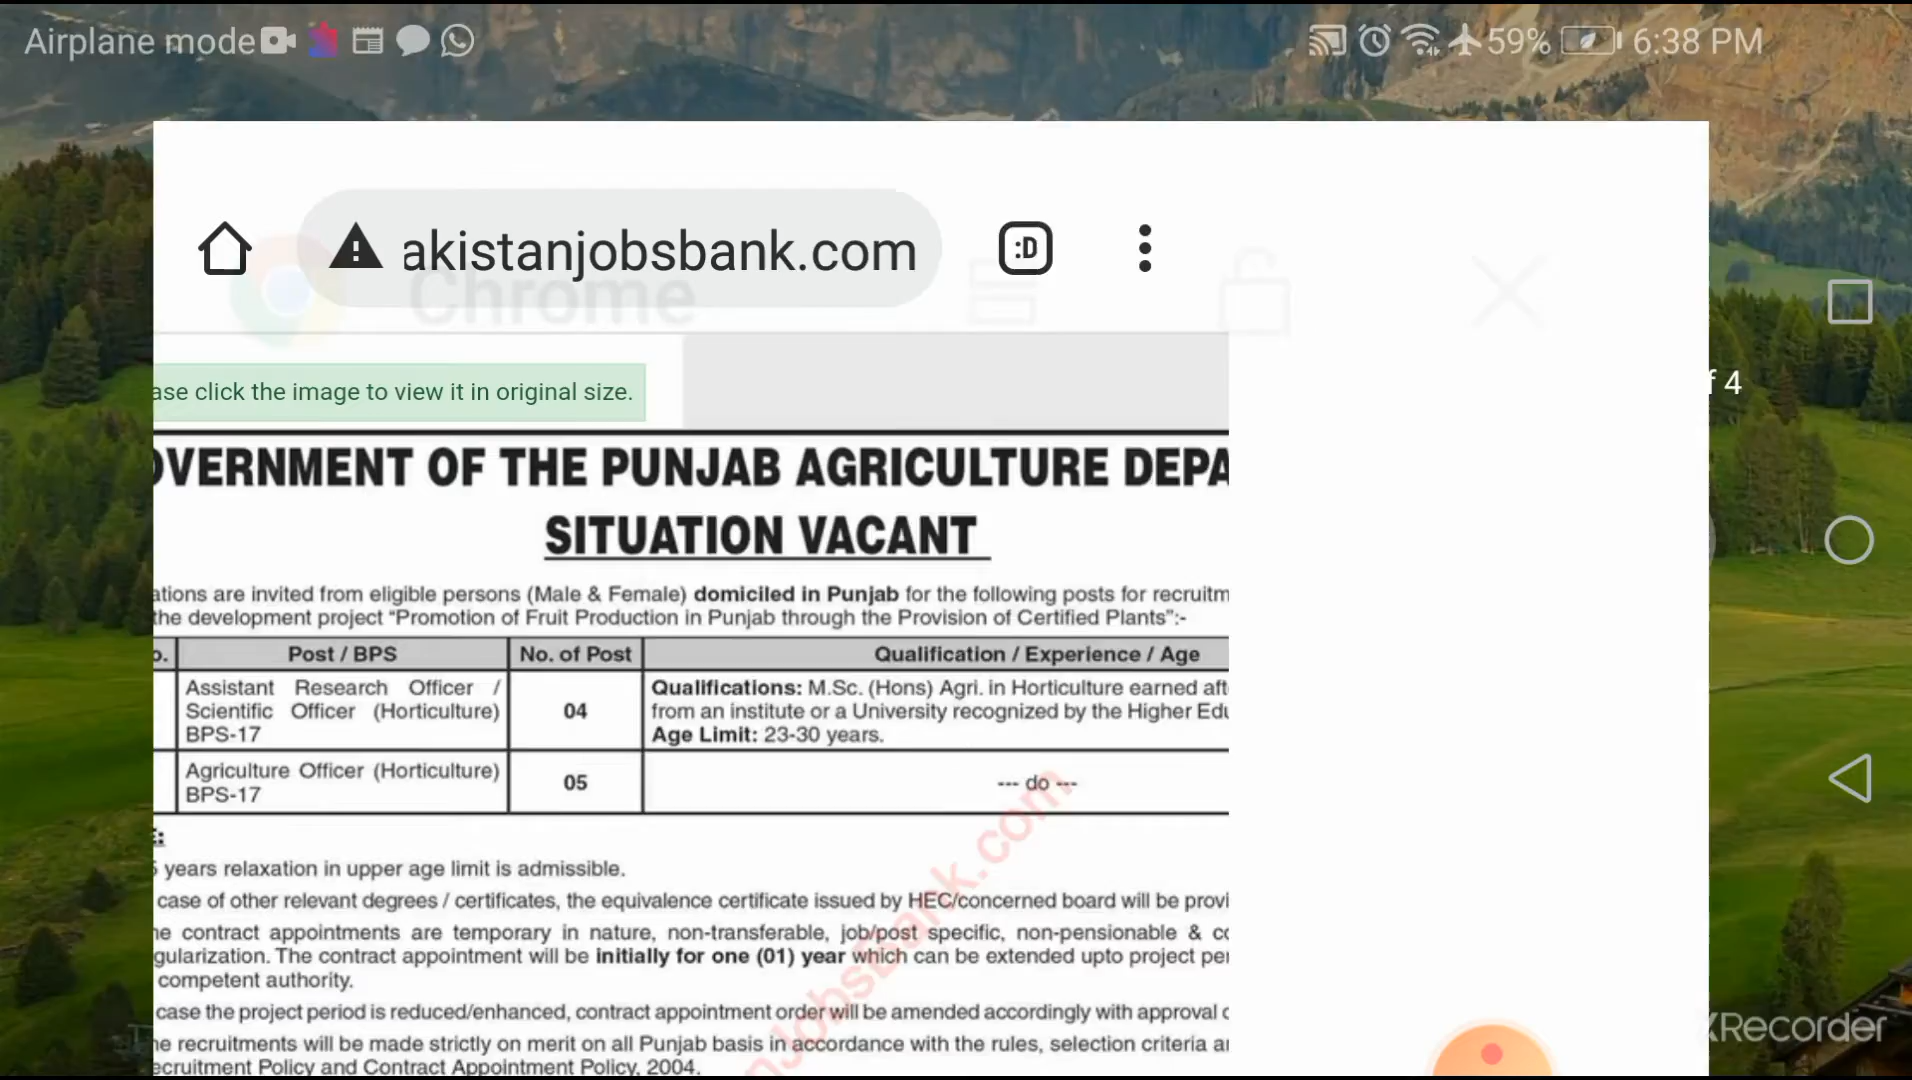 Airplane mode 59% 6:38 PM
akistanjobsbank.com :D
Chrome
ase click the image to view it in original size.
f 4
OVERNMENT OF THE PUNJAB AGRICULTURE DEPA
SITUATION VACANT
ations are invited from eligible persons (Male & Female) domiciled in Punjab for the following posts for recruitm
the development project “Promotion of Fruit Production in Punjab through the Provision of Certified Plants”:-
o. Post / BPS No. of Post Qualification / Experience / Age
Assistant Research Officer / Scientific Officer (Horticulture) BPS-17
04
Qualifications: M.Sc. (Hons) Agri. in Horticulture earned aft
from an institute or a University recognized by the Higher Edu
Age Limit: 23-30 years.
Agriculture Officer (Horticulture)
BPS-17
05
--- do ---
E:
5 years relaxation in upper age limit is admissible.
case of other relevant degrees / certificates, the equivalence certificate issued by HEC/concerned board will be provi
he contract appointments are temporary in nature, non-transferable, job/post specific, non-pensionable & co
gularization. The contract appointment will be initially for one (01) year which can be extended upto project per
competent authority.
case the project period is reduced/enhanced, contract appointment order will be amended accordingly with approval o
he recruitments will be made strictly on merit on all Punjab basis in accordance with the rules, selection criteria an
ecruitment Policy and Contract Appointment Policy, 2004.
nJobsBank.com
XRecorder